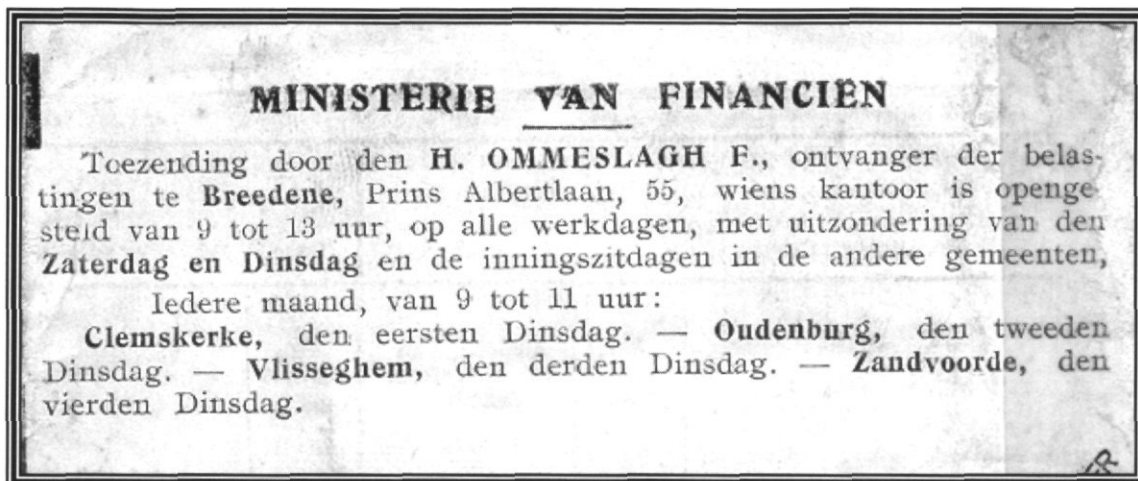 MINISTERIE VAN FINANCIËN
Toezending door den H. OMMESLAGH F., ontvanger der belas-
tingen te Breedene, Prins Albertlaan, 55, wiens kantoor is openge-
steld van 9 tot 13 uur, op alle werkdagen, met uitzondering van den
Zaterdag en Dinsdag en de inningszitdagen in de andere gemeenten,
Iedere maand, van 9 tot 11 uur:
Clemskerke, den eersten Dinsdag. — Oudenburg, den tweeden
Dinsdag. — Vlisseghem, den derden Dinsdag. — Zandvoorde, den
vierden Dinsdag.